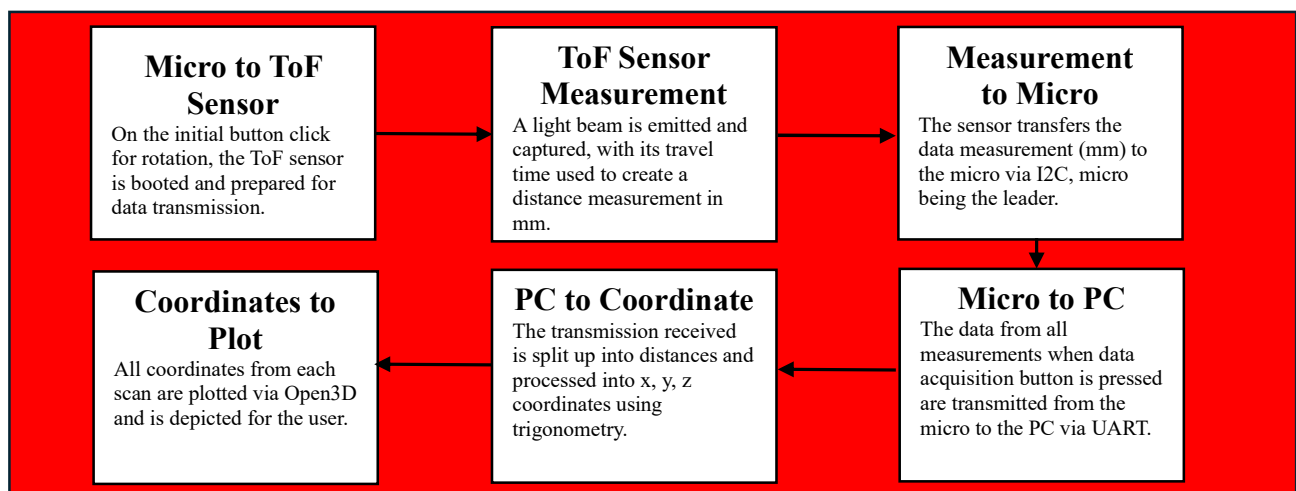 Micro to ToF
Sensor
On the initial button click
for rotation, the ToF sensor
is booted and prepared for
data transmission.
ToF Sensor
Measurement
A light beam is emitted and
captured, with its travel
time used to create a
distance measurement in
mm.
Measurement
to Micro
The sensor transfers the
data measurement (mm) to
the micro via I2C, micro
being the leader.
Micro to PC
The data from all
measurements when data
acquisition button is pressed
are transmitted from the
micro to the PC via UART.
PC to Coordinate
The transmission received
is split up into distances and
processed into x, y, z
coordinates using
trigonometry.
Coordinates to
Plot
All coordinates from each
scan are plotted via Open3D
and is depicted for the user.